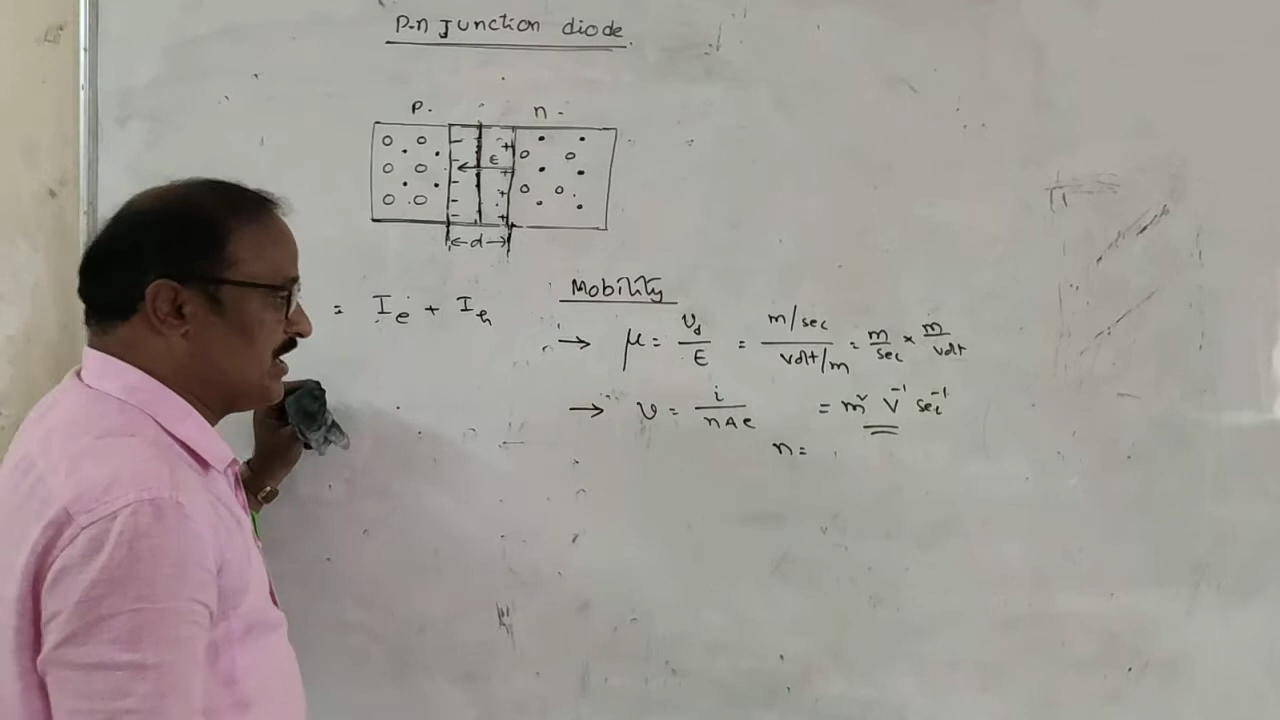 P-n Junction diode
P. n -
- - - - - + + + +
E
←d→
= Ie + Ih
Mobility
→ μ = vd/E = m/sec / volt/m = m/sec × m/volt
→ v = i/nAe = m² V⁻¹ sec⁻¹
n =